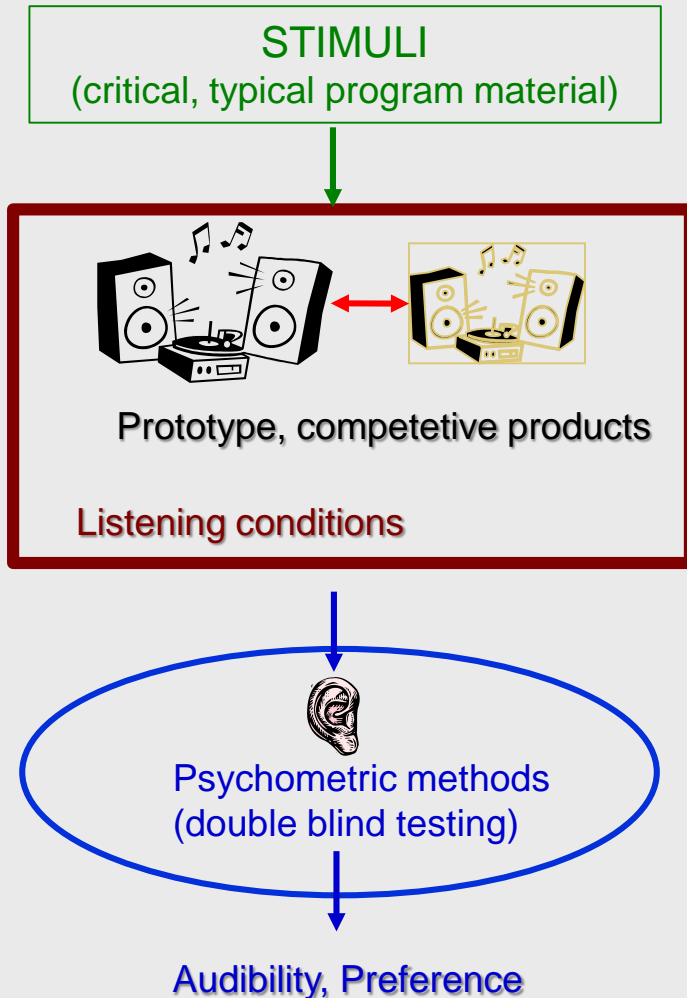 STIMULI
(critical, typical program material)
Prototype, competetive products
Listening conditions
Psychometric methods
(double blind testing)
Audibility, Preference